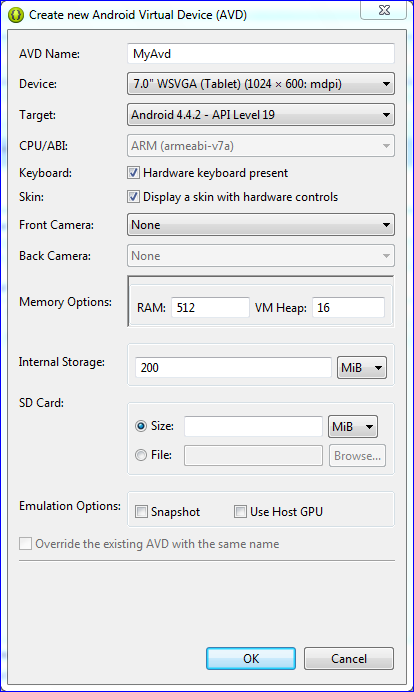 Create new Android Virtual Device (AVD)
AVD Name: MyAvd
Device: 7.0" WSVGA (Tablet) (1024 × 600: mdpi)
Target: Android 4.4.2 - API Level 19
CPU/ABI: ARM (armeabi-v7a)
Keyboard: Hardware keyboard present
Skin: Display a skin with hardware controls
Front Camera: None
Back Camera: None
Memory Options: RAM: 512 VM Heap: 16
Internal Storage: 200 MiB
SD Card:
Size: MiB
File: Browse...
Emulation Options: Snapshot Use Host GPU
Override the existing AVD with the same name
OK Cancel